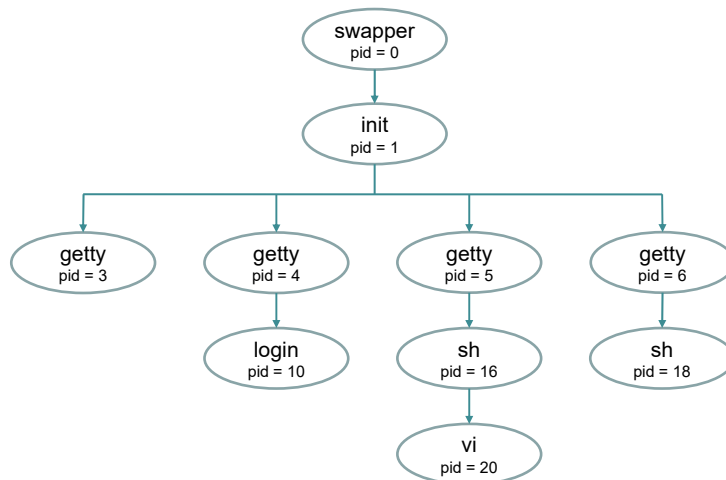 swapper
pid = 0
init
pid = 1
getty
pid = 3
getty
pid = 4
getty
pid = 5
getty
pid = 6
login
pid = 10
sh
pid = 16
sh
pid = 18
vi
pid = 20